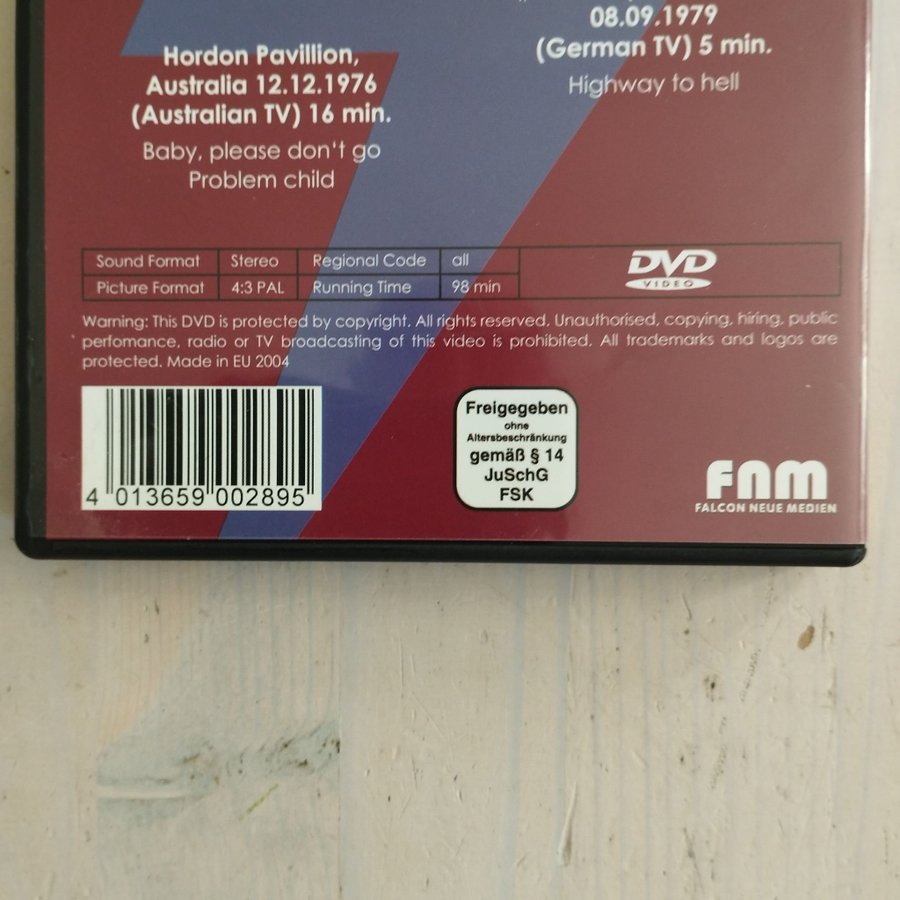 Hordon Pavillion,
Australia 12.12.1976
(Australian TV) 16 min.
Baby, please don't go
Problem child
08.09.1979
(German TV) 5 min.
Highway to hell
Sound Format Stereo Regional Code all
Picture Format 4:3 PAL Running Time 98 min
DVD
VIDEO
Warning: This DVD is protected by copyright. All rights reserved. Unauthorised, copying, hiring, public
perfomance, radio or TV broadcasting of this video is prohibited. All trademarks and logos are
protected. Made in EU 2004
4 013659 002895
Freigegeben
ohne
Altersbeschränkung
gemäß § 14
JuSchG
FSK
FNM
FALCON NEUE MEDIEN